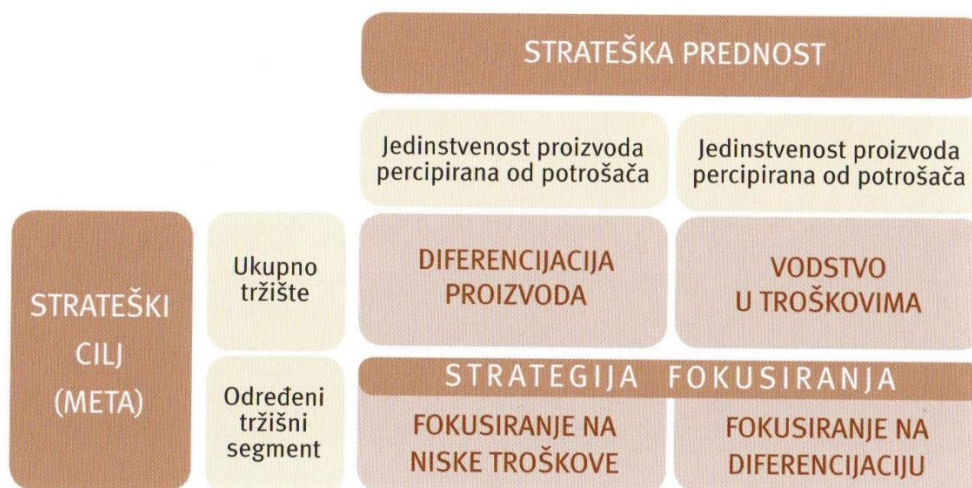 STRATEŠKA PREDNOST
Jedinstvenost proizvoda
percipirana od potrošača
Jedinstvenost proizvoda
percipirana od potrošača
STRATEŠKI
CILJ
(META)
Ukupno
tržište
DIFERENCIJACIJA
PROIZVODA
VODSTVO
U TROŠKOVIMA
Određeni
tržišni
segment
STRATEGIJA FOKUSIRANJA
FOKUSIRANJE NA
NISKE TROŠKOVE
FOKUSIRANJE NA
DIFERENCIJACIJU